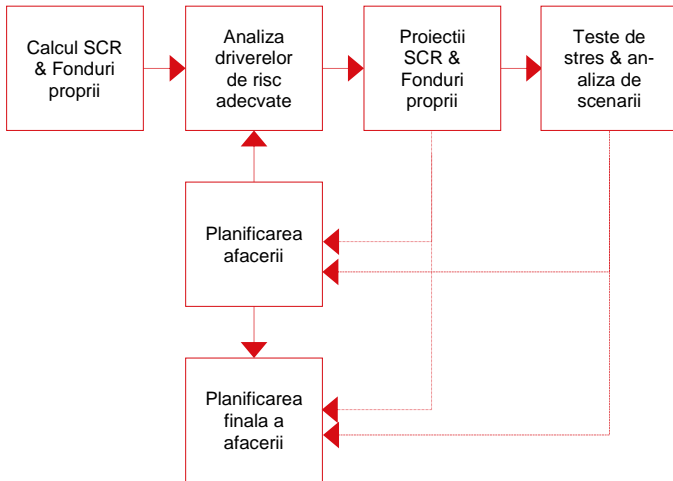 Calcul SCR
& Fonduri
proprii
Analiza
driverelor
de risc
adecvate
Proiectii
SCR &
Fonduri
proprii
Teste de
stres & an-
aliza de
scenarii
Planificarea
afacerii
Planificarea
finala a
afacerii